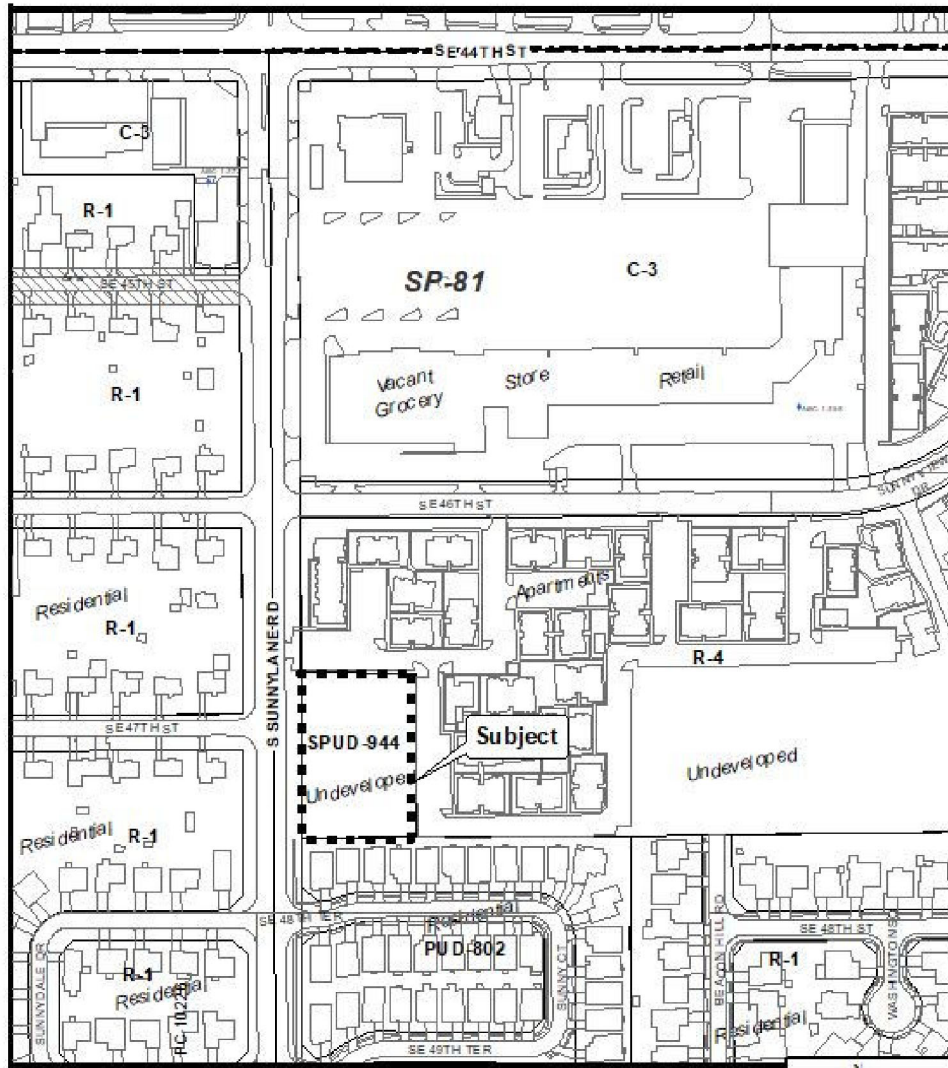 SE 44TH ST
C-3
R-1
SE 45TH ST
SP-81
C-3
R-1
Vacant
Grocery
Store
Retail
SE 46TH ST
Apartments
Residential
R-1
R-4
S SUNNYLANE RD
SE 47TH ST
SPUD-944
Subject
Undeveloped
Undeveloped
Residential
R-1
SE 48TH TER
Residential
PUD-802
SE 48TH ST
SUNNYDALE DR
R-1
Residential
SUNNY CT
BEACON HILL RD
R-1
Residential
SE 49TH TER